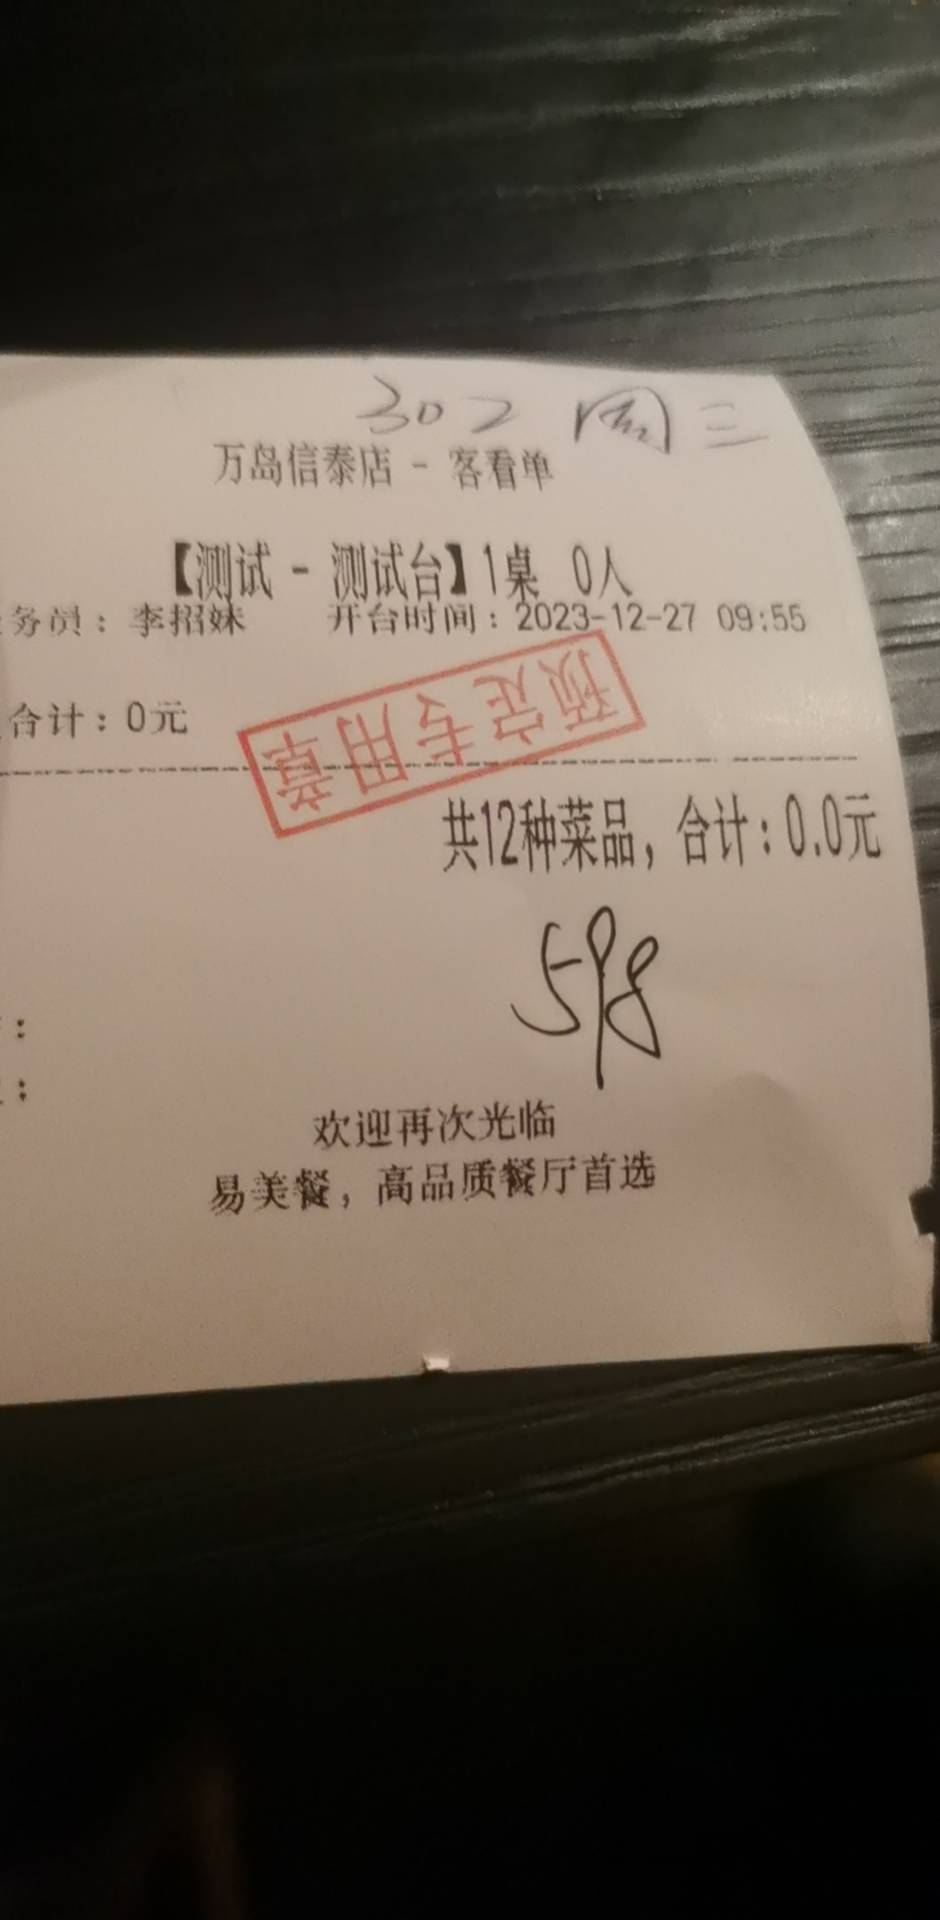 302 周三
万岛信泰店 - 客看单
【测试 - 测试台】1桌 0人
务员：李招妹 开台时间：2023-12-27 09:55
合计：0元
预定专用章
共12种菜品，合计：0.0元
598
：
：
欢迎再次光临
易美餐，高品质餐厅首选